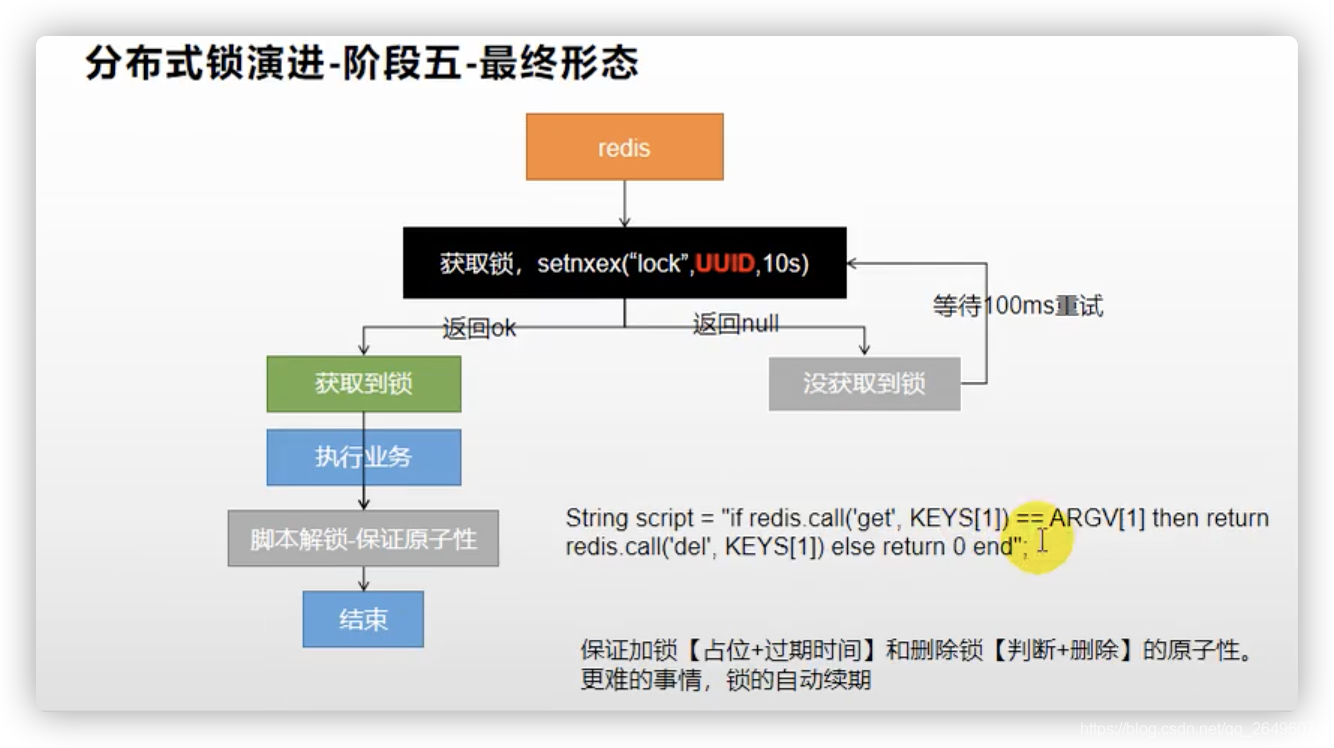 分布式锁演进-阶段五-最终形态
redis
获取锁，setnxex(“lock”,UUID,10s)
等待100ms重试
返回ok
返回null
获取到锁
没获取到锁
执行业务
脚本解锁-保证原子性
String script = "if redis.call('get', KEYS[1]) == ARGV[1] then return
redis.call('del', KEYS[1]) else return 0 end";
结束
保证加锁【占位+过期时间】和删除锁【判断+删除】的原子性。
更难的事情，锁的自动续期